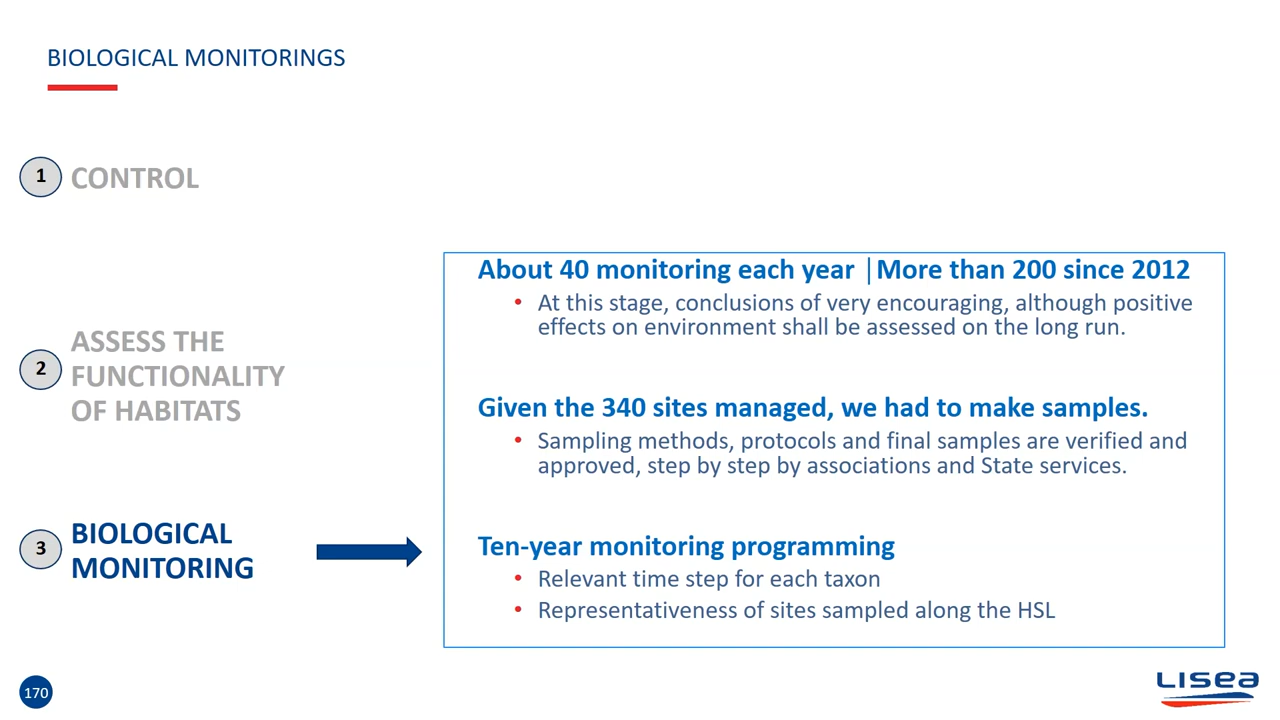 BIOLOGICAL MONITORINGS
1
CONTROL
2
ASSESS THE
FUNCTIONALITY
OF HABITATS
3
BIOLOGICAL
MONITORING
About 40 monitoring each year |More than 200 since 2012
• At this stage, conclusions of very encouraging, although positive
effects on environment shall be assessed on the long run.
Given the 340 sites managed, we had to make samples.
• Sampling methods, protocols and final samples are verified and
approved, step by step by associations and State services.
Ten-year monitoring programming
• Relevant time step for each taxon
• Representativeness of sites sampled along the HSL
170
LISEA